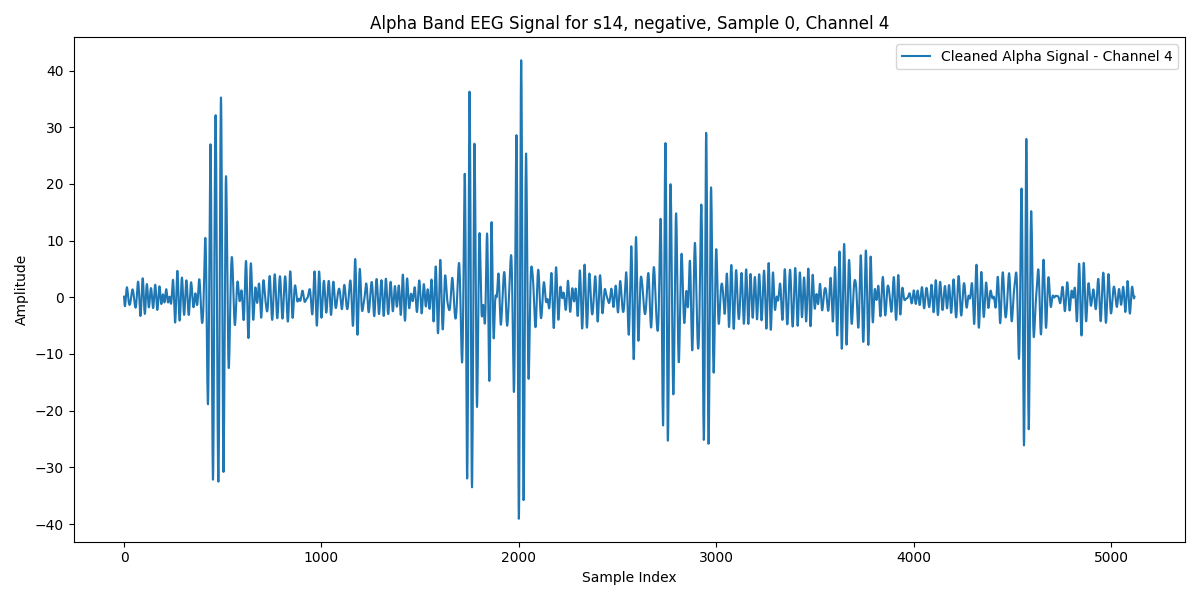 Alpha Band EEG Signal for s14, negative, Sample 0, Channel 4
Cleaned Alpha Signal - Channel 4
Amplitude
40
30
20
10
0
−10
−20
−30
−40
0 1000 2000 3000 4000 5000
Sample Index